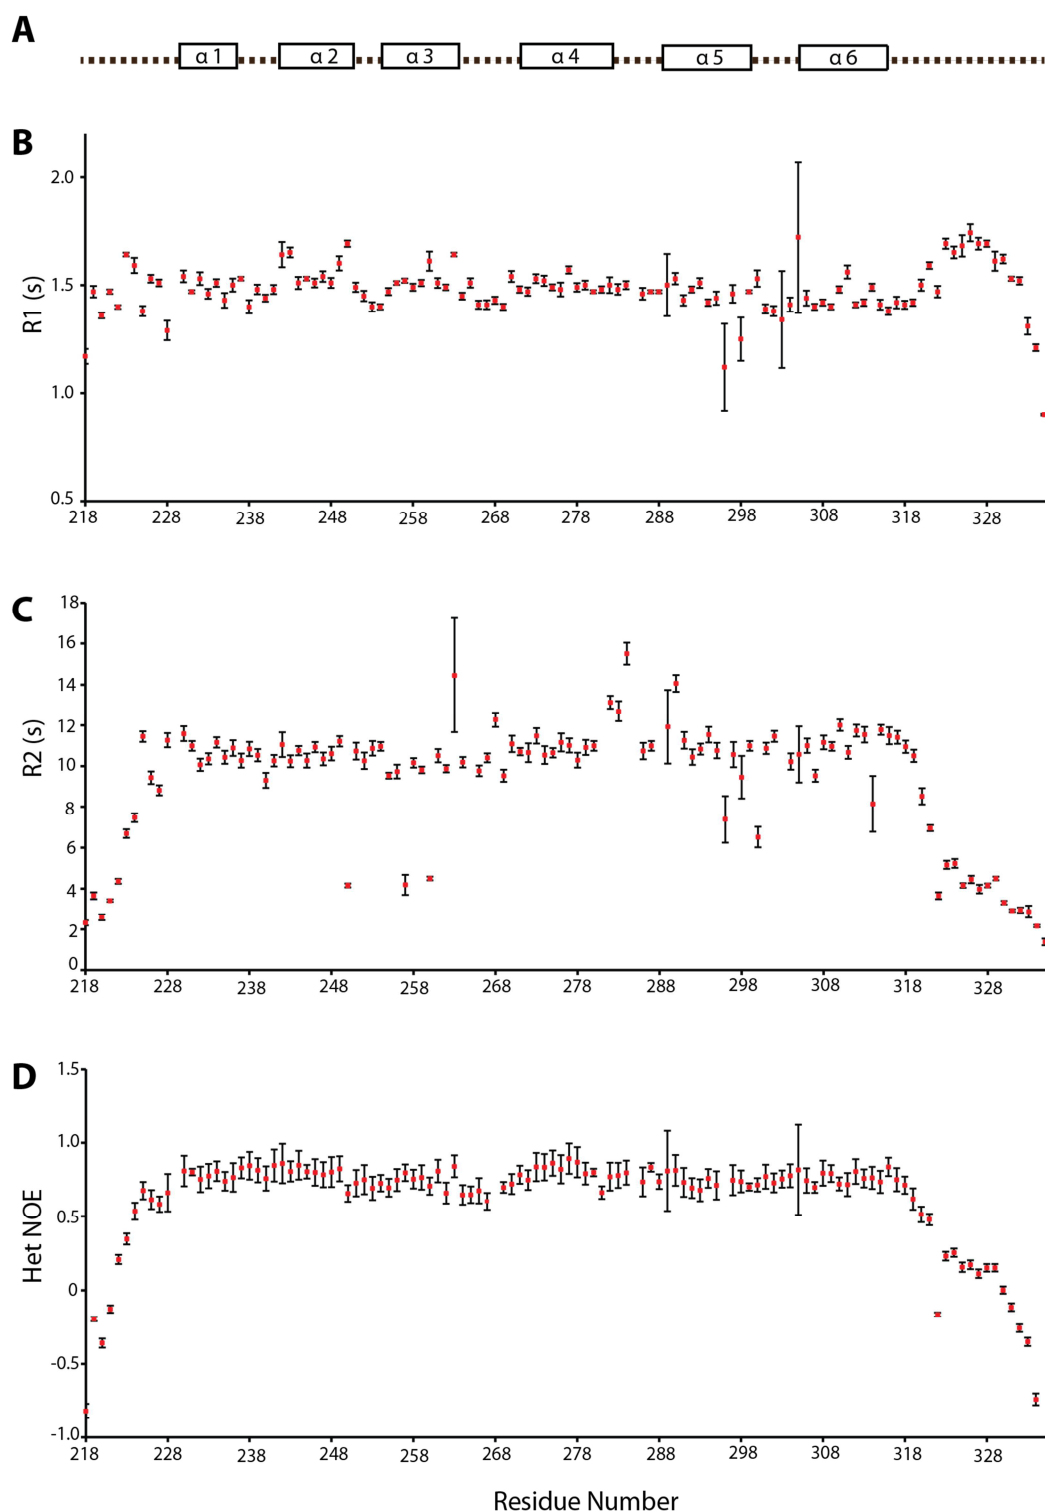 A
α1 α2 α3 α4 α5 α6
B
2.0
1.5
1.0
0.5
R1 (s)
218 228 238 248 258 268 278 288 298 308 318 328
C
18
16
14
12
10
8
6
4
2
0
R2 (s)
218 228 238 248 258 268 278 288 298 308 318 328
D
1.5
1.0
0.5
0
-0.5
-1.0
Het NOE
218 228 238 248 258 268 278 288 298 308 318 328
Residue Number